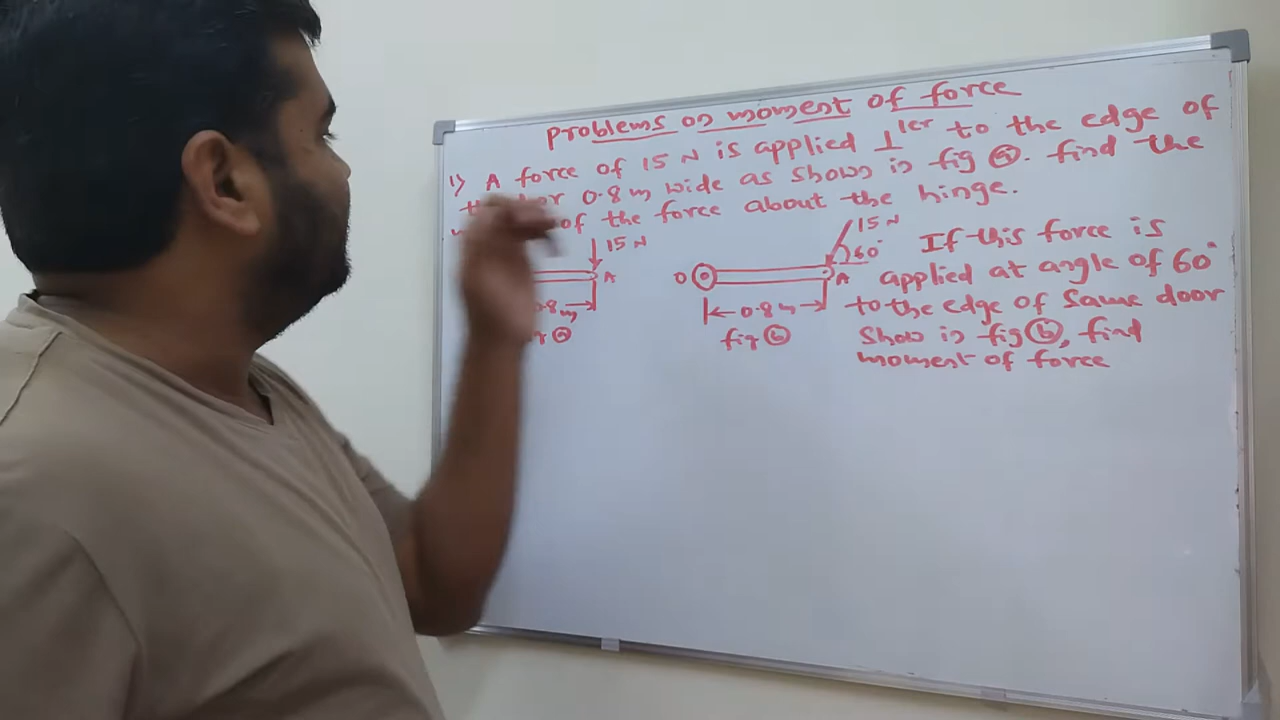 problems on moment of force
1) A force of 15 N is applied ⊥ler to the edge of
0.8 m wide as shown in fig ⓐ. find the
of the force about the hinge.
15 N
A
0.8 m
fig ⓐ
15 N
60°
O
A
0.8 m
fig ⓑ
If this force is
applied at angle of 60°
to the edge of same door
show in fig ⓑ, find
moment of force